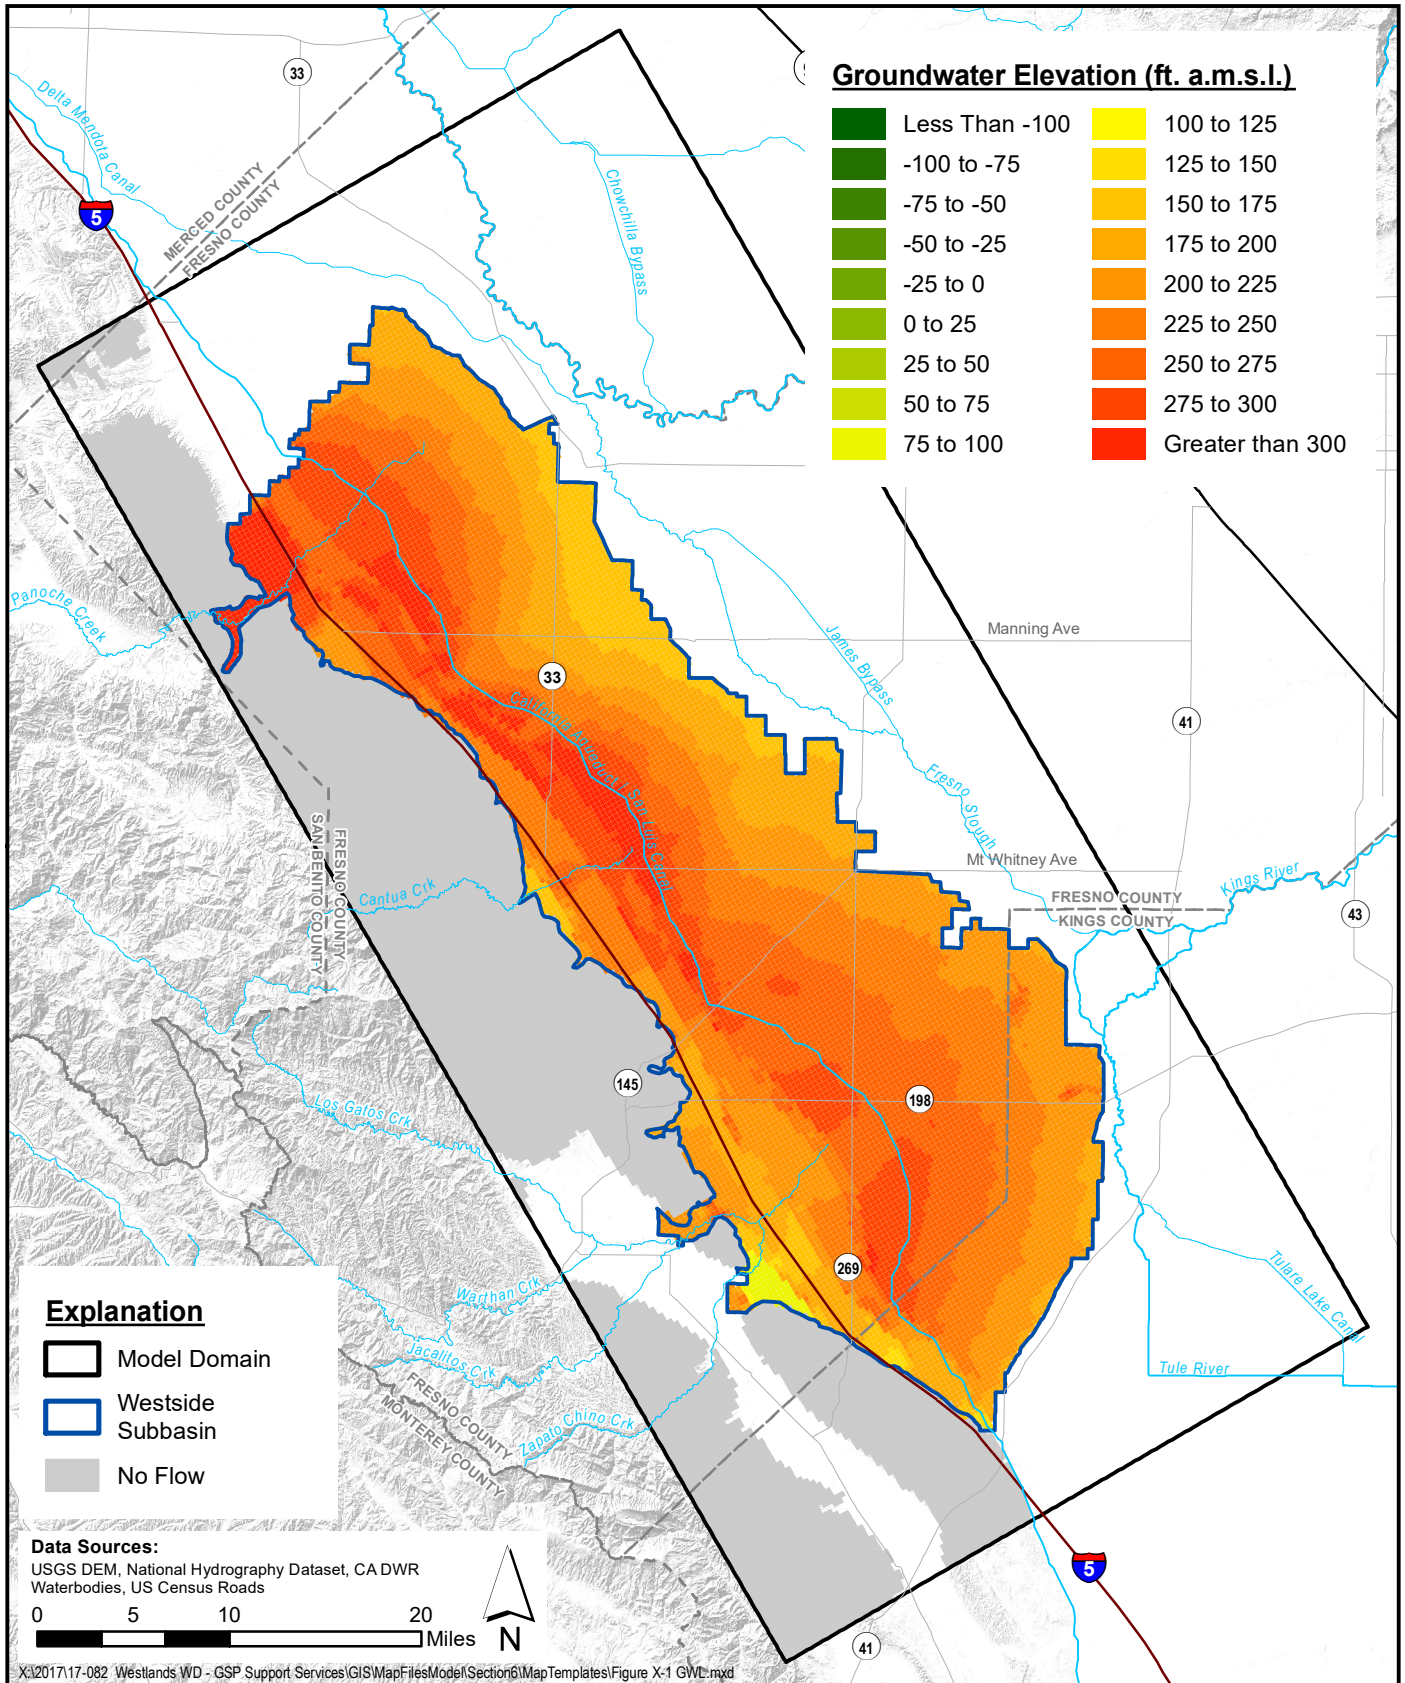 33
Delta Mendota Canal
MERCED COUNTY
FRESNO COUNTY
5
Chowchilla Bypass
Groundwater Elevation (ft. a.m.s.l.)
Less Than -100
-100 to -75
-75 to -50
-50 to -25
-25 to 0
0 to 25
25 to 50
50 to 75
75 to 100
100 to 125
125 to 150
150 to 175
175 to 200
200 to 225
225 to 250
250 to 275
275 to 300
Greater than 300
Panoche Creek
Manning Ave
James Bypass
33
41
California Aqueduct / San Luis Canal
Fresno Slough
SAN BENITO COUNTY
FRESNO COUNTY
Mt Whitney Ave
Kings River
Cantua Crk
FRESNO COUNTY
KINGS COUNTY
43
145
Los Gatos Crk
198
269
Warthan Crk
Jacalitos Crk
Tulare Lake Canal
Tule River
FRESNO COUNTY
MONTEREY COUNTY
Zapato Chino Crk
5
41
Explanation
Model Domain
Westside
Subbasin
No Flow
Data Sources:
USGS DEM, National Hydrography Dataset, CA DWR
Waterbodies, US Census Roads
0 5 10 20
Miles
N
X:\2017\17-082 Westlands WD - GSP Support Services\GIS\MapFilesModel\Section6\MapTemplates\Figure X-1 GWL.mxd